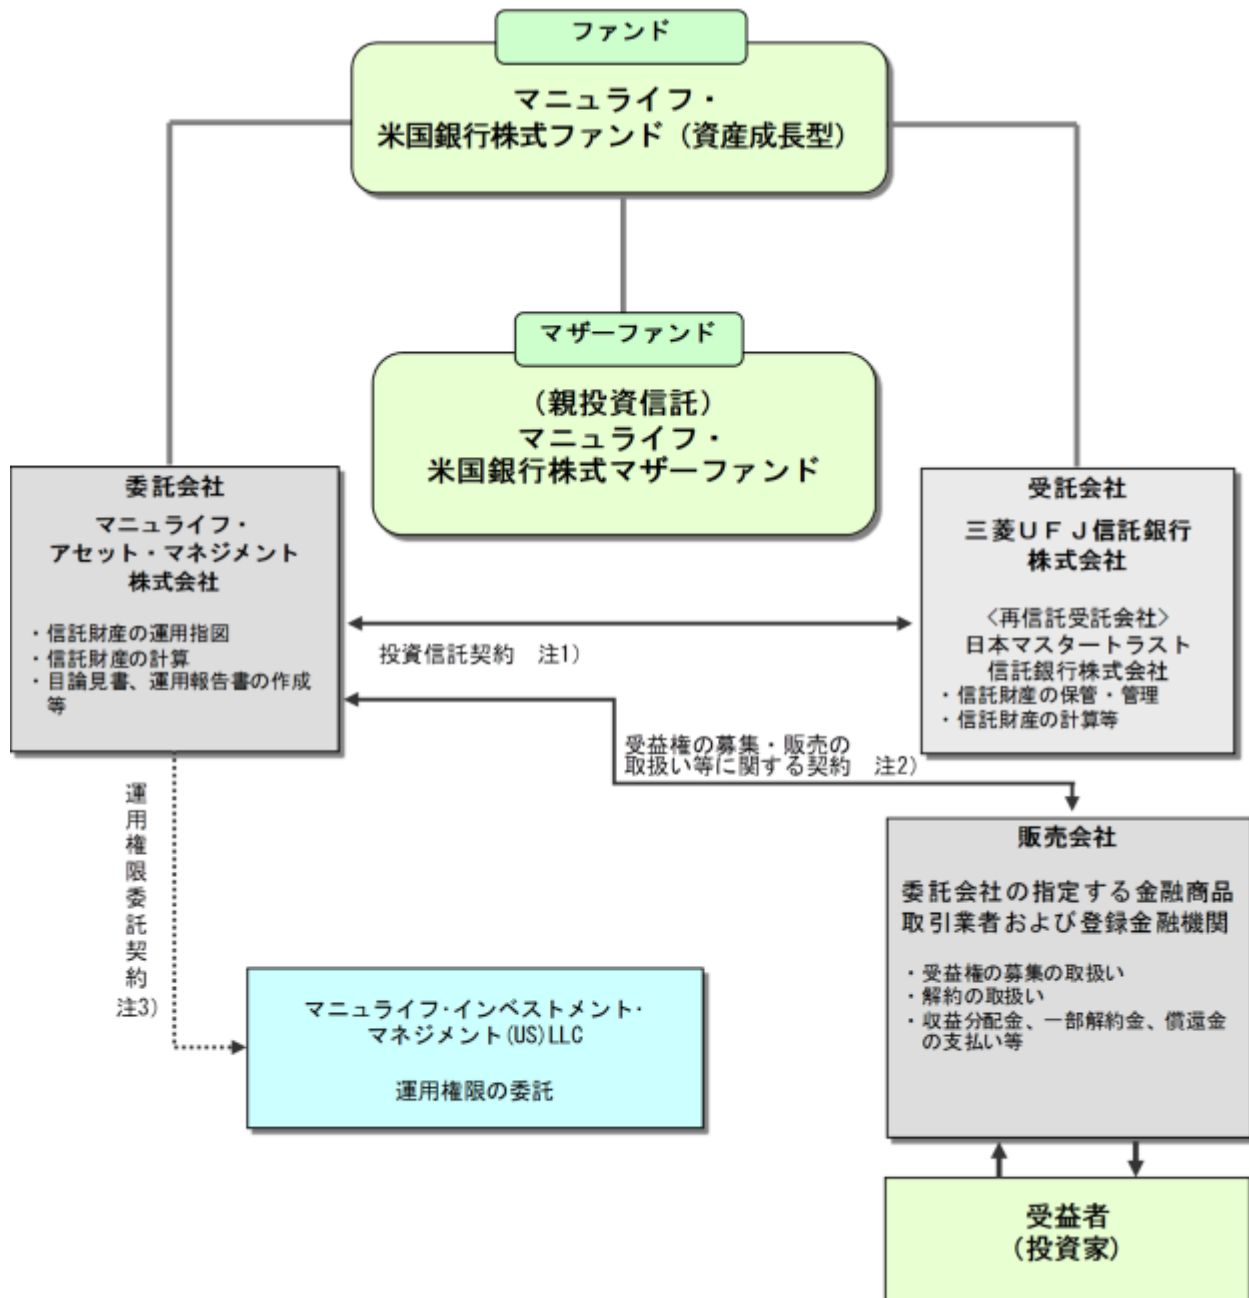 ファンド
マニュライフ・
米国銀行株式ファンド（資産成長型）
マザーファンド
（親投資信託）
マニュライフ・
米国銀行株式マザーファンド
委託会社
マニュライフ・
アセット・マネジメント
株式会社
・信託財産の運用指図
・信託財産の計算
・目論見書、運用報告書の作成
等
受託会社
三菱ＵＦＪ信託銀行
株式会社
〈再信託受託会社〉
日本マスタートラスト
信託銀行株式会社
・信託財産の保管・管理
・信託財産の計算等
投資信託契約　注1）
受益権の募集・販売の
取扱い等に関する契約　注2）
運用権限委託契約
注3）
販売会社
委託会社の指定する金融商品
取引業者および登録金融機関
・受益権の募集の取扱い
・解約の取扱い
・収益分配金、一部解約金、償還金
の支払い等
マニュライフ･インベストメント･
マネジメント(US)LLC
運用権限の委託
受益者
（投資家）